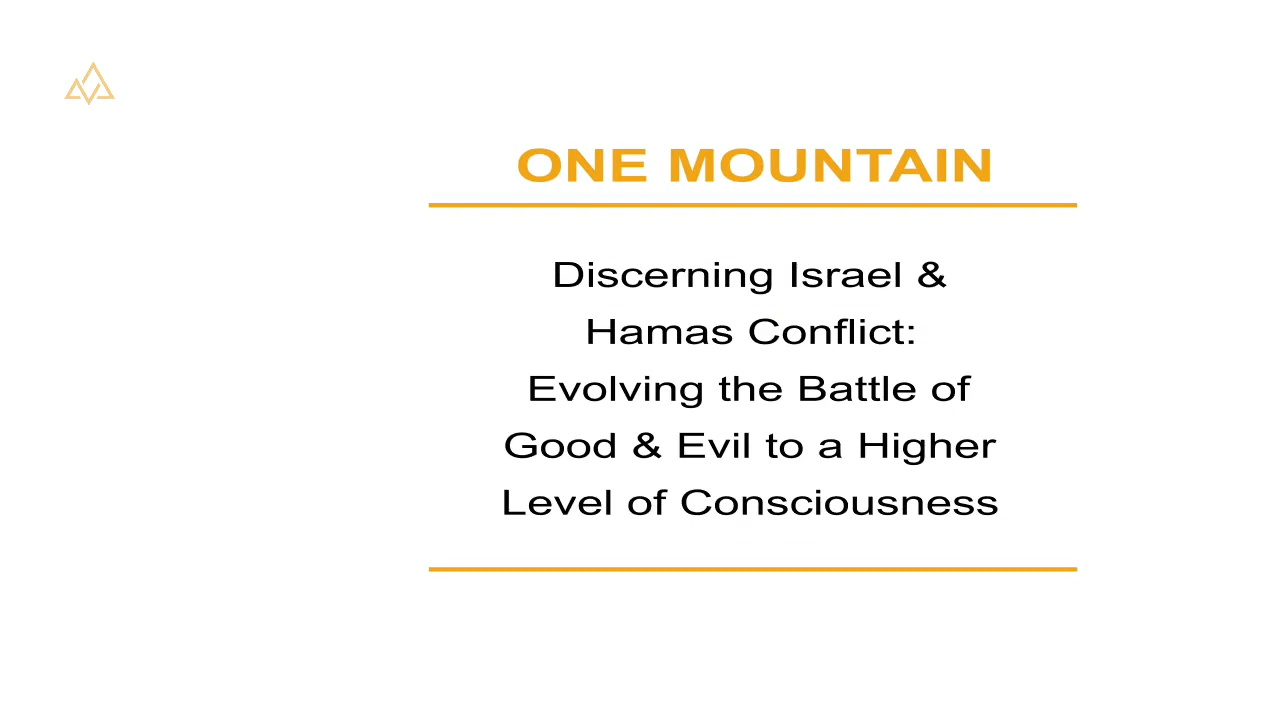 ONE MOUNTAIN
Discerning Israel &
Hamas Conflict:
Evolving the Battle of
Good & Evil to a Higher
Level of Consciousness